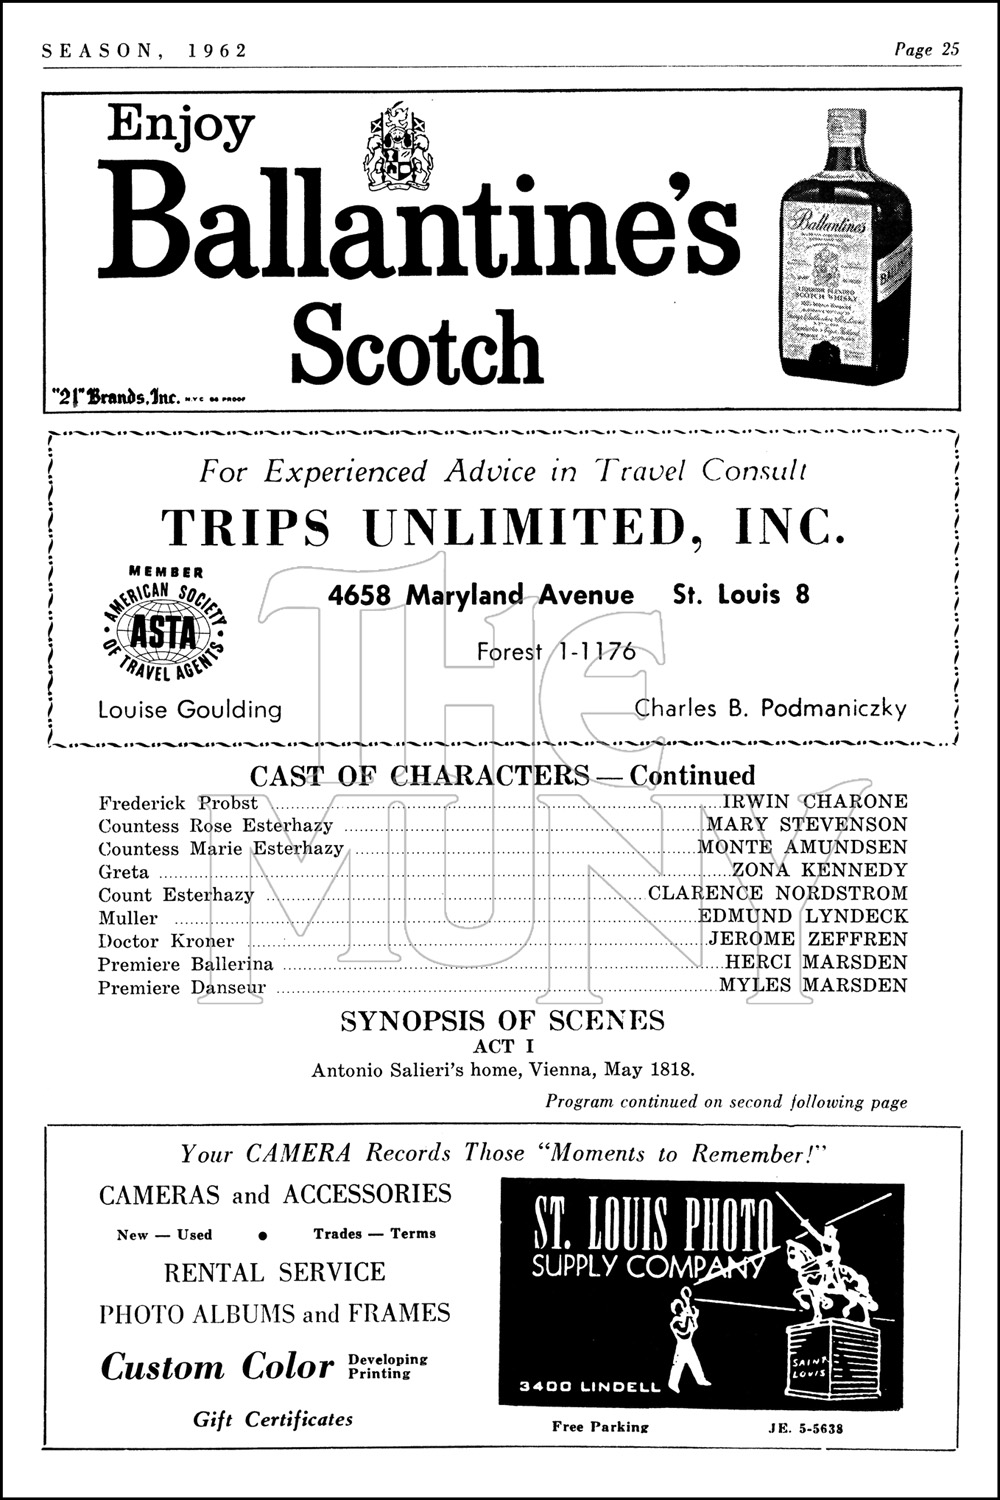 SEASON, 1962
Page 25
Enjoy
Ballantine's
Scotch
Ballantine's
SCOTCH WHISKY
"21" Brands, Inc. N.Y.C. 86 PROOF
For Experienced Advice in Travel Consult
TRIPS UNLIMITED, INC.
MEMBER
AMERICAN SOCIETY
ASTA
OF TRAVEL AGENTS
4658 Maryland Avenue St. Louis 8
Forest 1-1176
Louise Goulding
Charles B. Podmaniczky
THE
MUNY
CAST OF CHARACTERS — Continued
Frederick Probst ........ IRWIN CHARONE
Countess Rose Esterhazy ........ MARY STEVENSON
Countess Marie Esterhazy ........ MONTE AMUNDSEN
Greta ........ ZONA KENNEDY
Count Esterhazy ........ CLARENCE NORDSTROM
Muller ........ EDMUND LYNDECK
Doctor Kroner ........ JEROME ZEFFREN
Premiere Ballerina ........ HERCI MARSDEN
Premiere Danseur ........ MYLES MARSDEN
SYNOPSIS OF SCENES
ACT I
Antonio Salieri's home, Vienna, May 1818.
Program continued on second following page
Your CAMERA Records Those "Moments to Remember!"
CAMERAS and ACCESSORIES
New — Used • Trades — Terms
RENTAL SERVICE
PHOTO ALBUMS and FRAMES
Custom Color Developing
Printing
Gift Certificates
ST. LOUIS PHOTO
SUPPLY COMPANY
SAINT
LOUIS
3400 LINDELL
Free Parking
JE. 5-5638